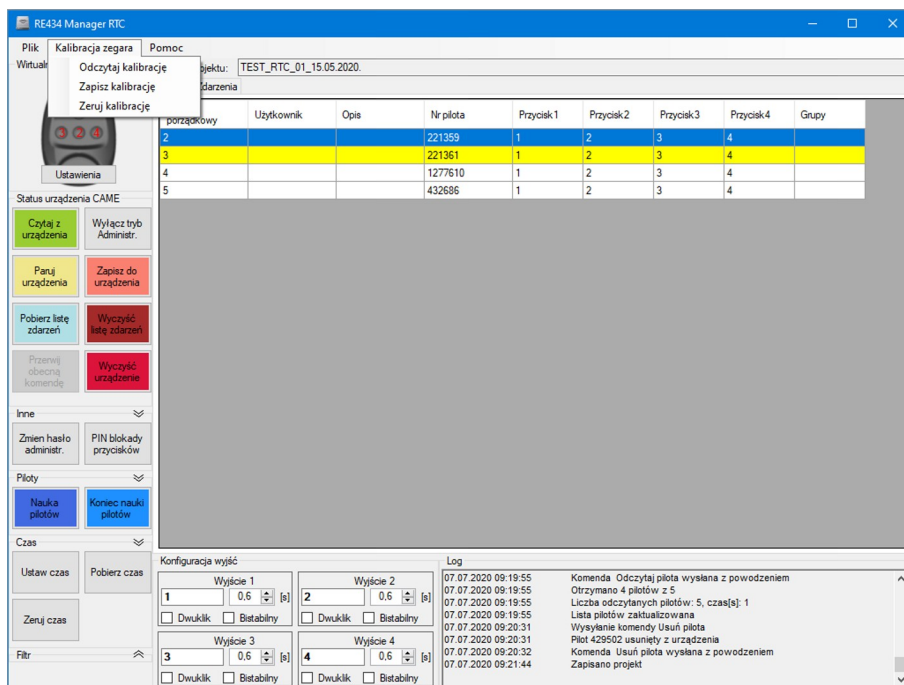 RE434 Manager RTC
Plik Kalibracja zegara Pomoc
Odczytaj kalibrację
Zapisz kalibrację
Zeruj kalibrację
TEST_RTC_01_15.05.2020.
porządkowy Użytkownik Opis Nr pilota Przycisk1 Przycisk2 Przycisk3 Przycisk4 Grupy
2 221359 1 2 3 4
3 221361 1 2 3 4
4 1277610 1 2 3 4
5 432686 1 2 3 4
3 2 4
Ustawienia
Status urządzenia CAME
Czytaj z urządzenia
Wyłącz tryb Administr.
Paruj urządzenia
Zapisz do urządzenia
Pobierz listę zdarzeń
Wyczyść listę zdarzeń
Przerwij obecną komendę
Wyczyść urządzenie
Inne
Zmien hasło administr.
PIN blokady przycisków
Piloty
Nauka pilotów
Koniec nauki pilotów
Czas
Ustaw czas
Pobierz czas
Zeruj czas
Filtr
Konfiguracja wyjść
Wyjście 1
1 0,6 [s]
Dwuklik Bistabilny
Wyjście 2
2 0,6 [s]
Dwuklik Bistabilny
Wyjście 3
3 0,6 [s]
Dwuklik Bistabilny
Wyjście 4
4 0,6 [s]
Dwuklik Bistabilny
Log
07.07.2020 09:19:55 Komenda Odczytaj pilota wysłana z powodzeniem
07.07.2020 09:19:55 Otrzymano 4 pilotów z 5
07.07.2020 09:19:55 Liczba odczytanych pilotów: 5, czas[s]: 1
07.07.2020 09:19:55 Lista pilotów zaktualizowana
07.07.2020 09:20:31 Wysyłanie komendy Usuń pilota
07.07.2020 09:20:31 Pilot 429502 usunięty z urządzenia
07.07.2020 09:20:32 Komenda Usuń pilota wysłana z powodzeniem
07.07.2020 09:21:44 Zapisano projekt